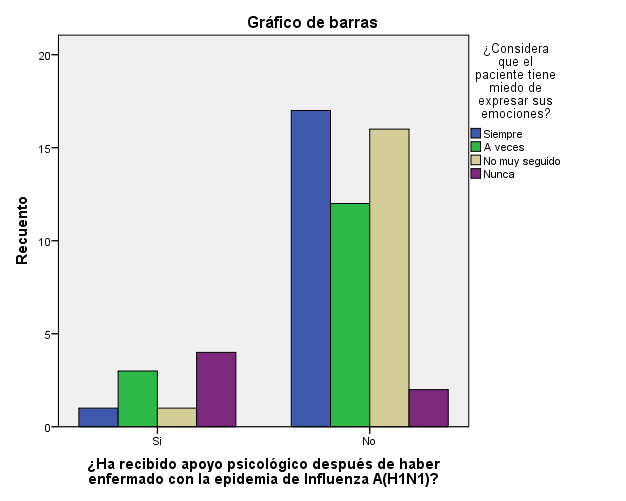 Gráfico de barras
¿Considera
que el
paciente tiene
miedo de
expresar sus
emociones?
Siempre
A veces
No muy seguido
Nunca
Recuento
20
15
10
5
0
Si
No
¿Ha recibido apoyo psicológico después de haber
enfermado con la epidemia de Influenza A(H1N1)?